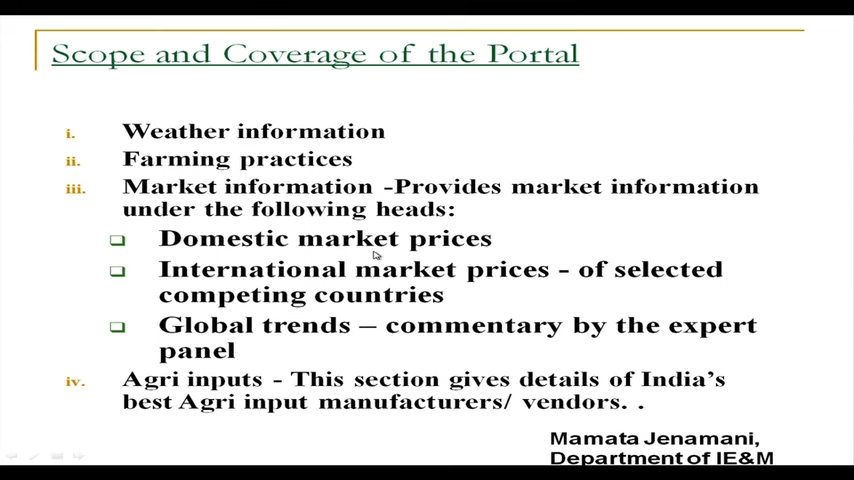 Scope and Coverage of the Portal
i. Weather information
ii. Farming practices
iii. Market information -Provides market information
under the following heads:
Domestic market prices
International market prices - of selected
competing countries
Global trends – commentary by the expert
panel
iv. Agri inputs - This section gives details of India's
best Agri input manufacturers/ vendors. .
Mamata Jenamani,
Department of IE&M